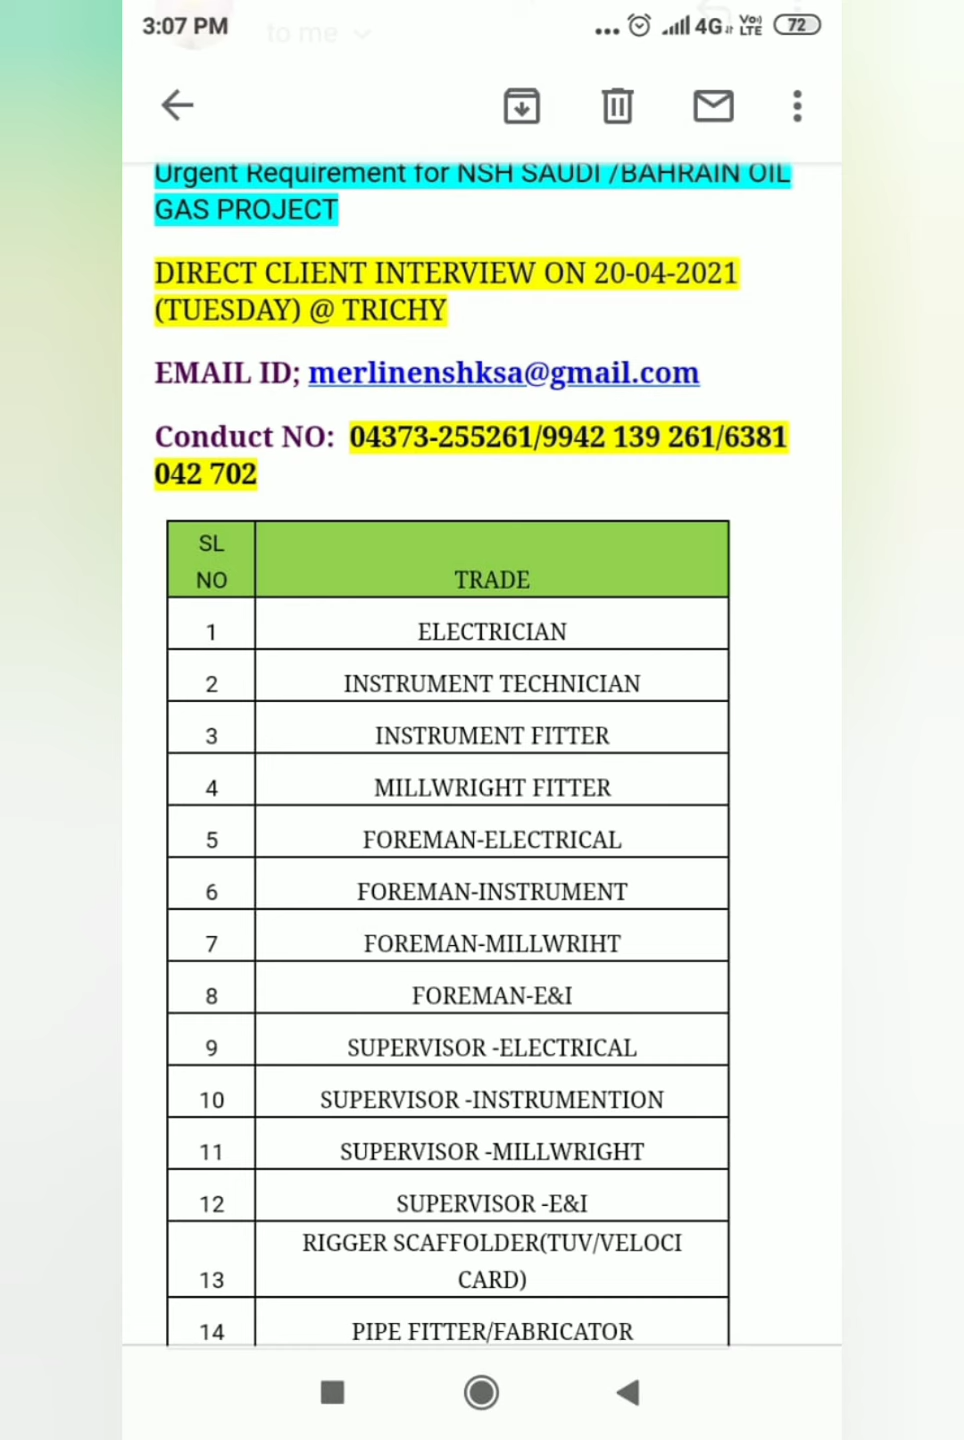 3:07 PM
4G
Vo)
LTE
72
to me
Urgent Requirement for NSH SAUDI /BAHRAIN OIL
GAS PROJECT
DIRECT CLIENT INTERVIEW ON 20-04-2021
(TUESDAY) @ TRICHY
EMAIL ID; merlinenshksa@gmail.com
Conduct NO: 04373-255261/9942 139 261/6381
042 702
SL
NO TRADE
1 ELECTRICIAN
2 INSTRUMENT TECHNICIAN
3 INSTRUMENT FITTER
4 MILLWRIGHT FITTER
5 FOREMAN-ELECTRICAL
6 FOREMAN-INSTRUMENT
7 FOREMAN-MILLWRIHT
8 FOREMAN-E&I
9 SUPERVISOR -ELECTRICAL
10 SUPERVISOR -INSTRUMENTION
11 SUPERVISOR -MILLWRIGHT
12 SUPERVISOR -E&I
RIGGER SCAFFOLDER(TUV/VELOCI
13 CARD)
14 PIPE FITTER/FABRICATOR